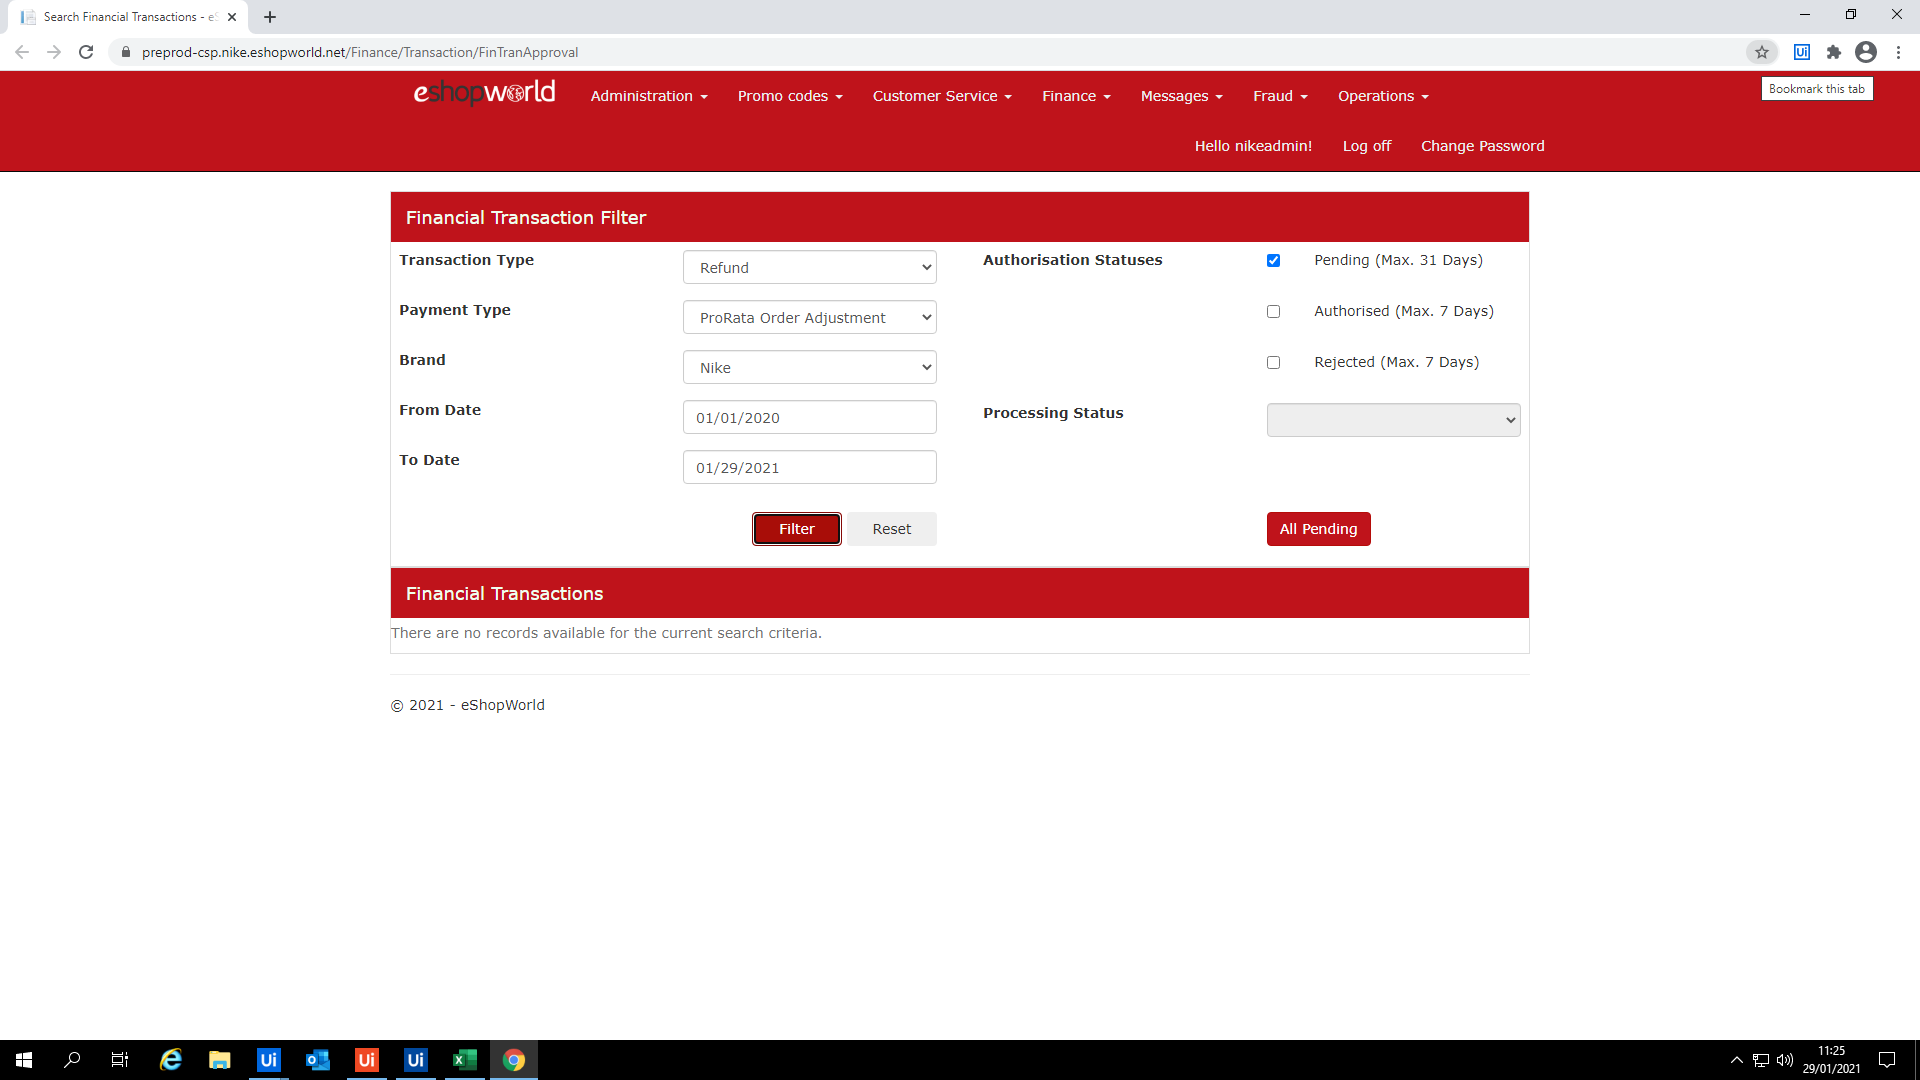 Search Financial Transactions - eS
preprod-csp.nike.eshopworld.net/Finance/Transaction/FinTranApproval
Bookmark this tab
eshopworld
Administration
Promo codes
Customer Service
Finance
Messages
Fraud
Operations
Hello nikeadmin!
Log off
Change Password
Financial Transaction Filter
Transaction Type
Refund
Authorisation Statuses
Pending (Max. 31 Days)
Payment Type
ProRata Order Adjustment
Authorised (Max. 7 Days)
Brand
Nike
Rejected (Max. 7 Days)
From Date
01/01/2020
Processing Status
To Date
01/29/2021
Filter
Reset
All Pending
Financial Transactions
There are no records available for the current search criteria.
© 2021 - eShopWorld
11:25
29/01/2021